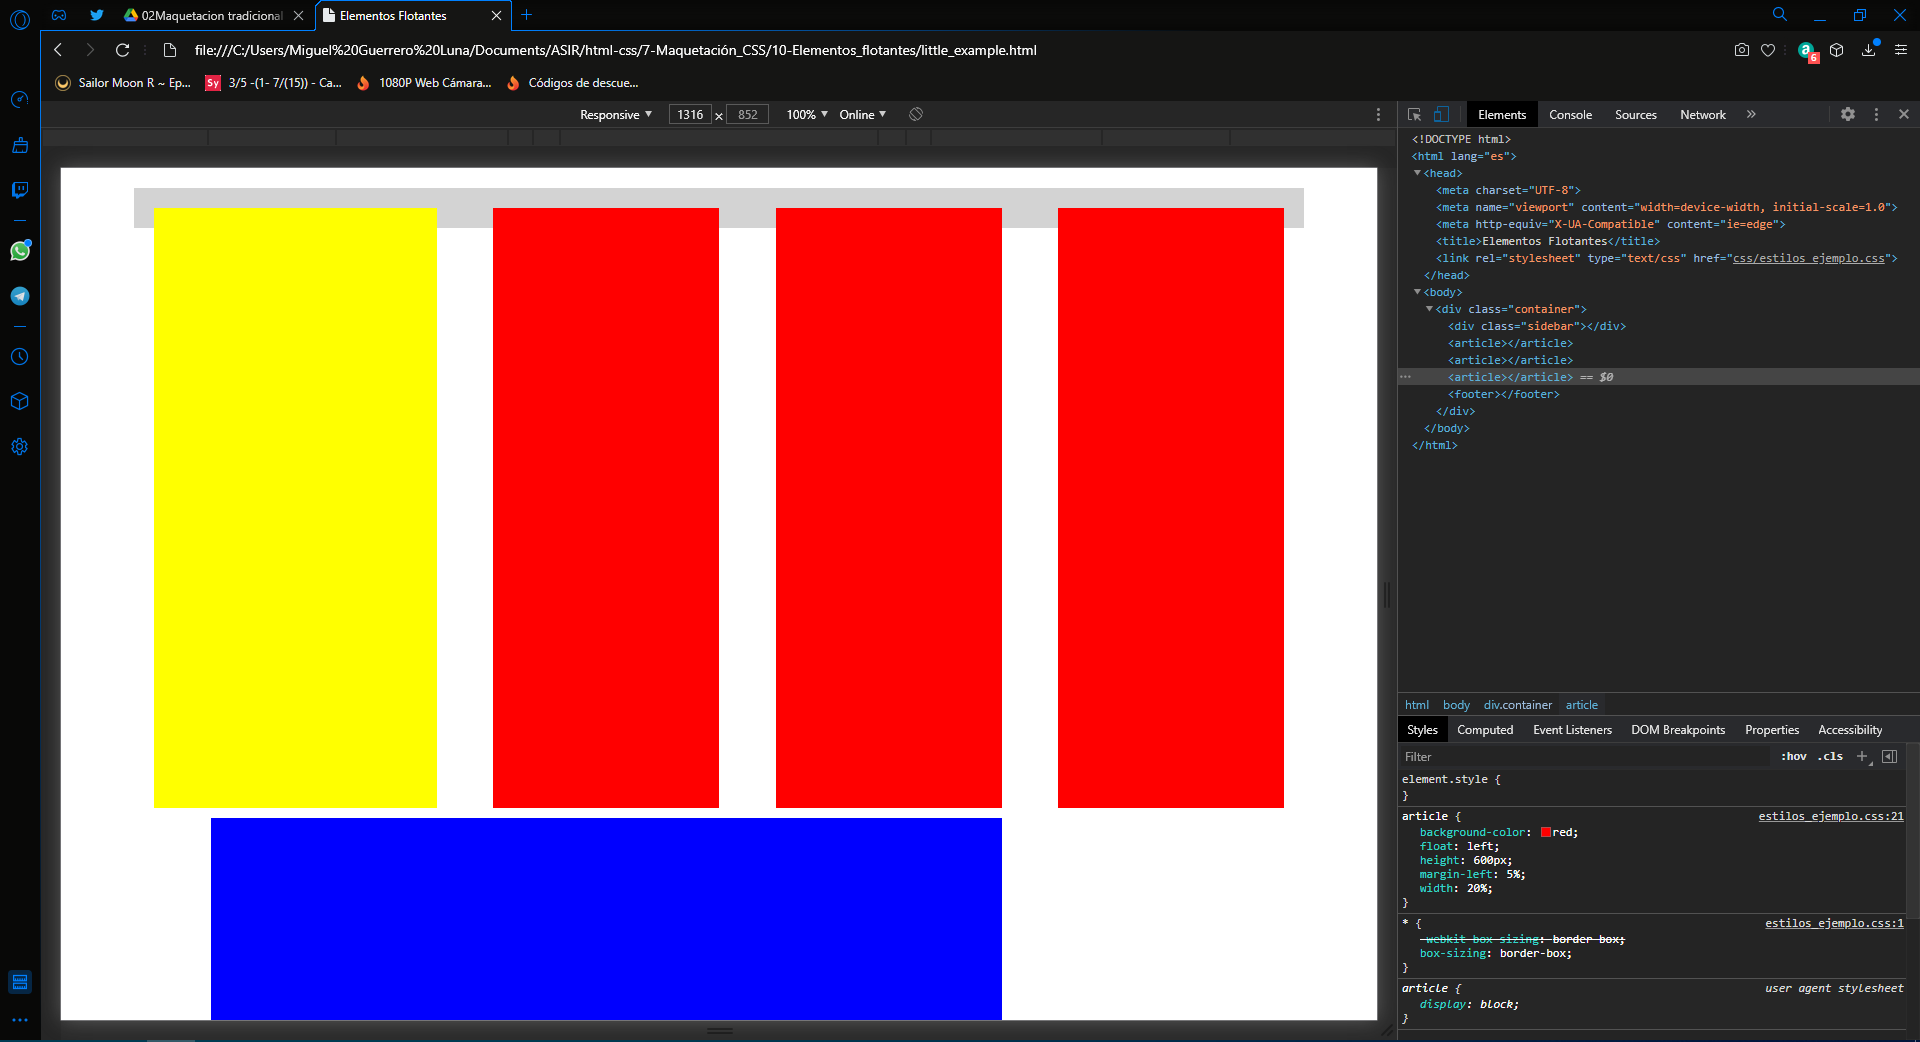 02Maquetacion tradicional
Elementos Flotantes
file:///C:/Users/Miguel%20Guerrero%20Luna/Documents/ASIR/html-css/7-Maquetación_CSS/10-Elementos_flotantes/little_example.html
6
Sailor Moon R ~ Ep...
Sy
3/5 -(1- 7/(15)) - Ca...
1080P Web Cámara...
Códigos de descue...
Responsive
1316 × 852
100%
Online
Elements
Console
Sources
Network
<!DOCTYPE html>
<html lang="es">
<head>
<meta charset="UTF-8">
<meta name="viewport" content="width=device-width, initial-scale=1.0">
<meta http-equiv="X-UA-Compatible" content="ie=edge">
<title>Elementos Flotantes</title>
<link rel="stylesheet" type="text/css" href="css/estilos_ejemplo.css">
</head>
<body>
<div class="container">
<div class="sidebar"></div>
<article></article>
<article></article>
<article></article> == $0
<footer></footer>
</div>
</body>
</html>
html
body
div.container
article
Styles
Computed
Event Listeners
DOM Breakpoints
Properties
Accessibility
Filter
:hov
.cls
element.style {
}
article {
estilos_ejemplo.css:21
background-color: red;
float: left;
height: 600px;
margin-left: 5%;
width: 20%;
}
* {
estilos_ejemplo.css:1
-webkit-box-sizing: border-box;
box-sizing: border-box;
}
article {
user agent stylesheet
display: block;
}